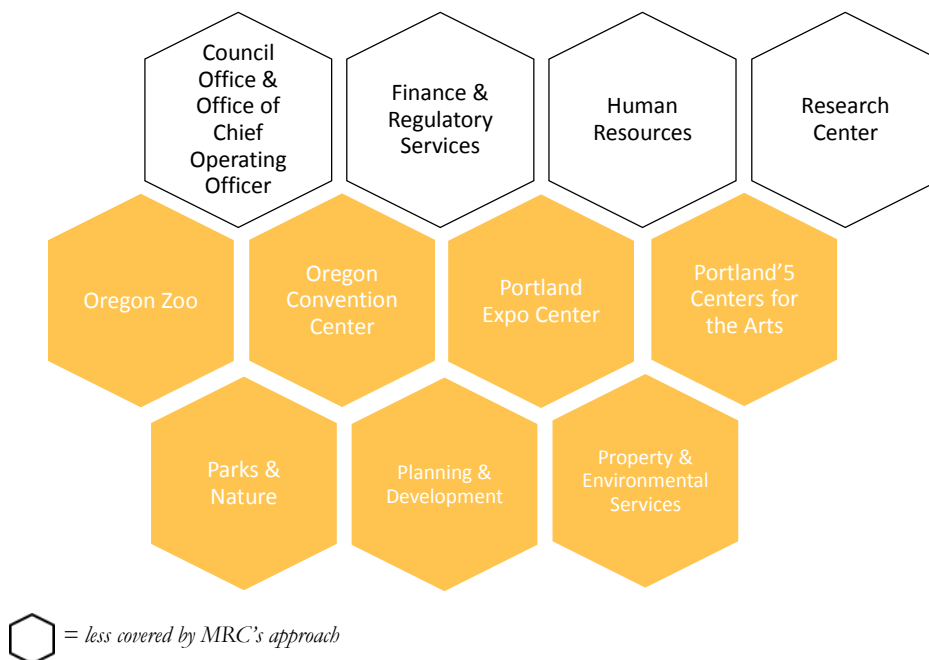 Council
Office &
Office of
Chief
Operating
Officer
Finance &
Regulatory
Services
Human
Resources
Research
Center
Oregon Zoo
Oregon
Convention
Center
Portland
Expo Center
Portland’5
Centers for
the Arts
Parks &
Nature
Planning &
Development
Property &
Environmental
Services
= less covered by MRC’s approach